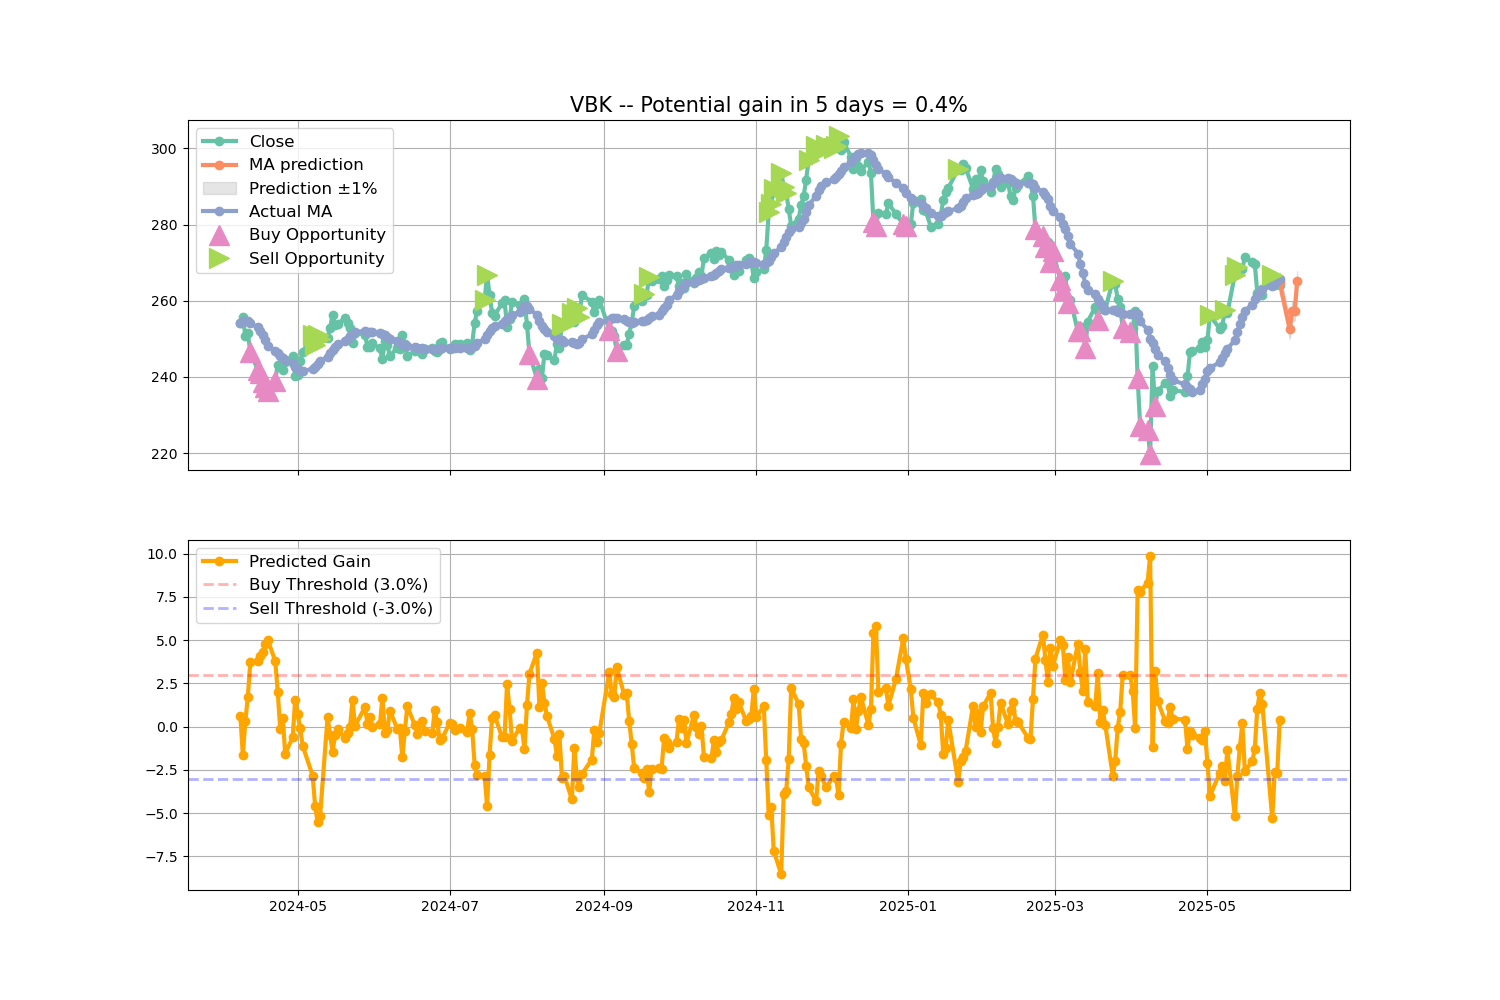 VBK -- Potential gain in 5 days = 0.4%
Close
MA prediction
Prediction ±1%
Actual MA
Buy Opportunity
Sell Opportunity
300
280
260
240
220
Predicted Gain
Buy Threshold (3.0%)
Sell Threshold (-3.0%)
10.0
7.5
5.0
2.5
0.0
−2.5
−5.0
−7.5
2024-05 2024-07 2024-09 2024-11 2025-01 2025-03 2025-05